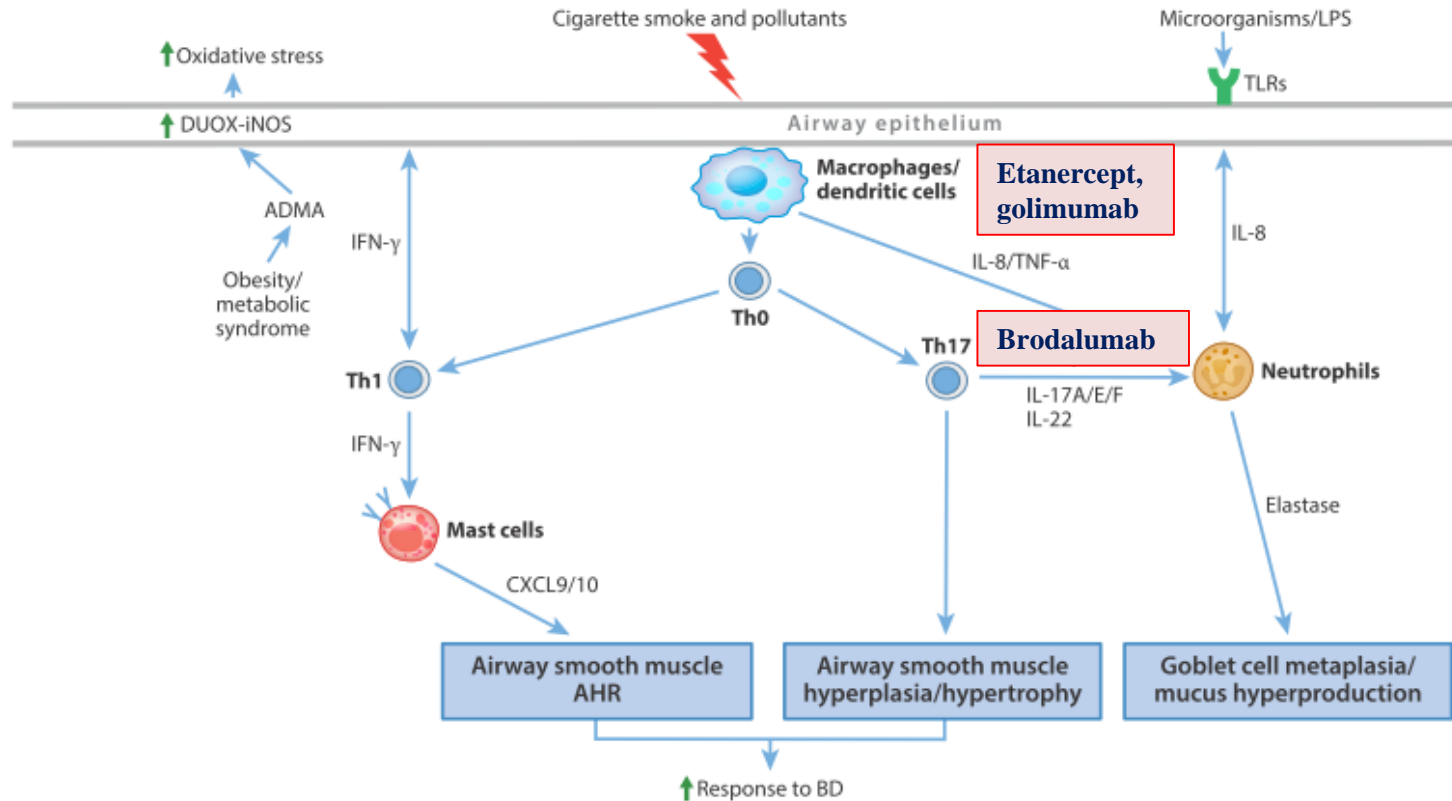 Cigarette smoke and pollutants
Microorganisms/LPS
Oxidative stress
TLRs
DUOX-iNOS
Airway epithelium
Macrophages/
dendritic cells
Etanercept,
golimumab
ADMA
IFN-γ
IL-8
IL-8/TNF-α
Obesity/
metabolic
syndrome
Th0
Th17
Brodalumab
Th1
Neutrophils
IL-17A/E/F
IL-22
IFN-γ
Mast cells
Elastase
CXCL9/10
Airway smooth muscle
AHR
Airway smooth muscle
hyperplasia/hypertrophy
Goblet cell metaplasia/
mucus hyperproduction
Response to BD